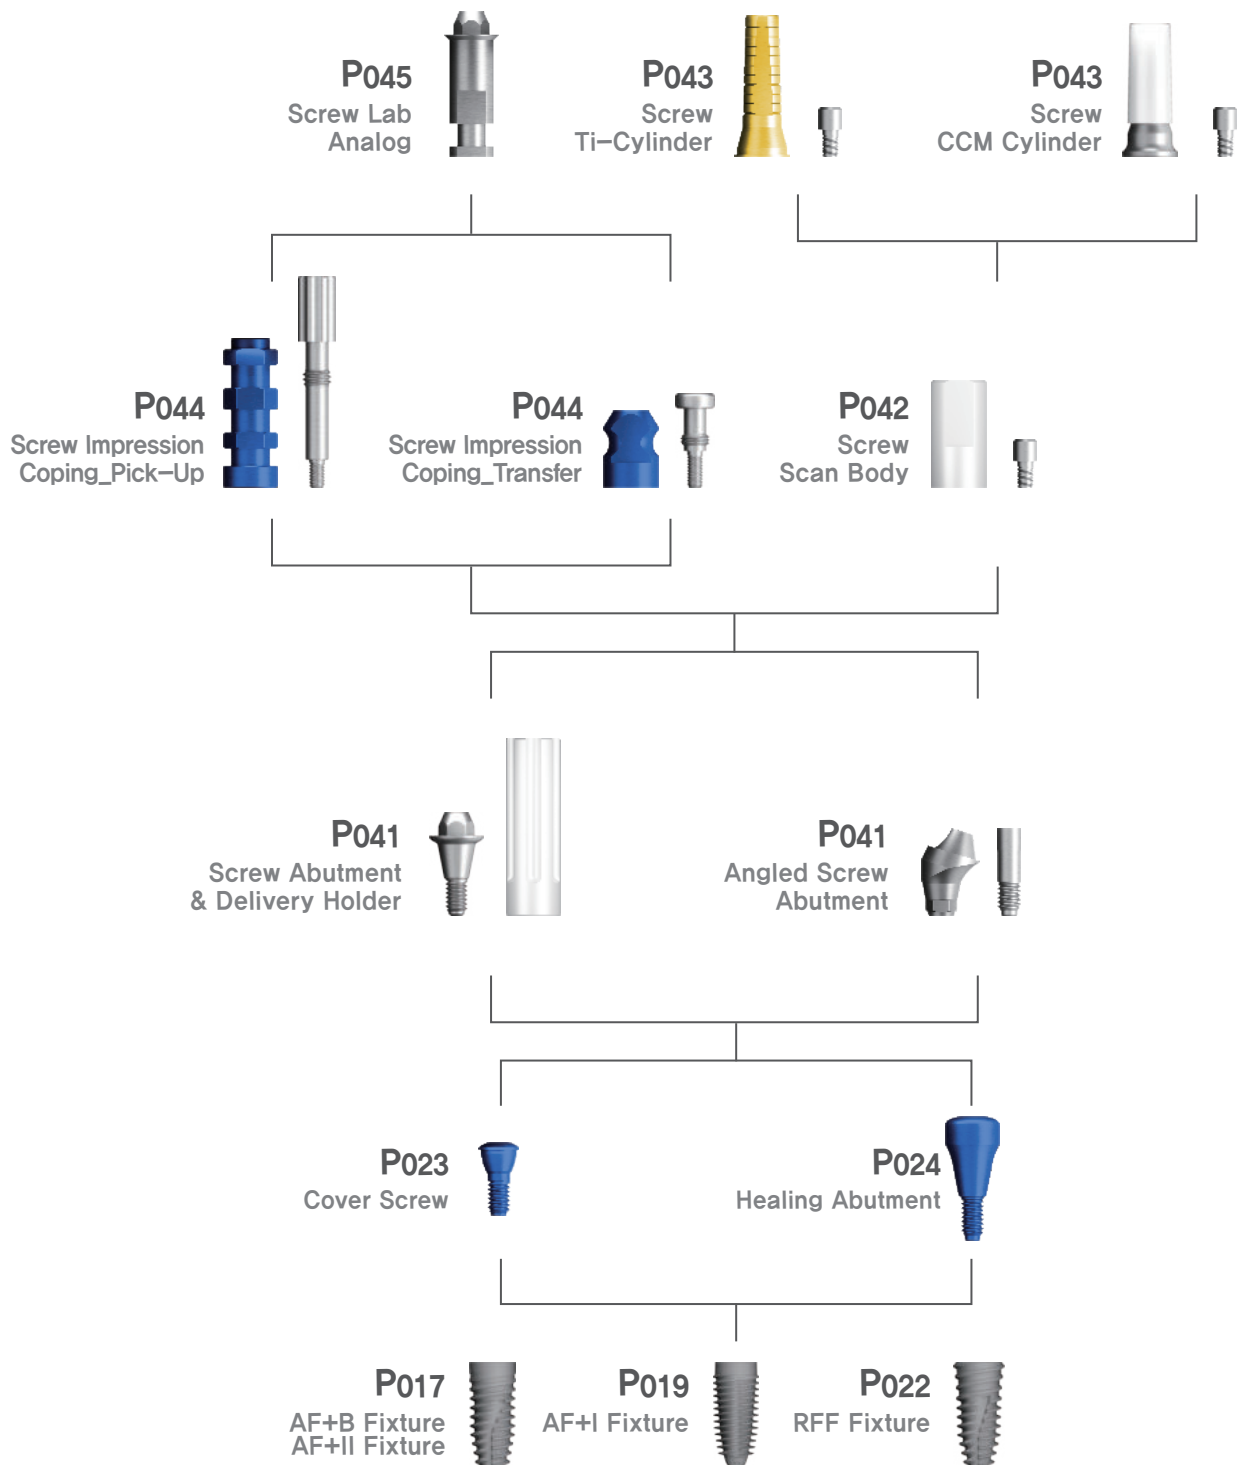 P045
Screw Lab
Analog
P043
Screw
Ti-Cylinder
P043
Screw
CCM Cylinder
P044
Screw Impression
Coping_Pick-Up
P044
Screw Impression
Coping_Transfer
P042
Screw
Scan Body
P041
Screw Abutment
& Delivery Holder
P041
Angled Screw
Abutment
P023
Cover Screw
P024
Healing Abutment
P017
AF+B Fixture
AF+II Fixture
P019
AF+I Fixture
P022
RFF Fixture